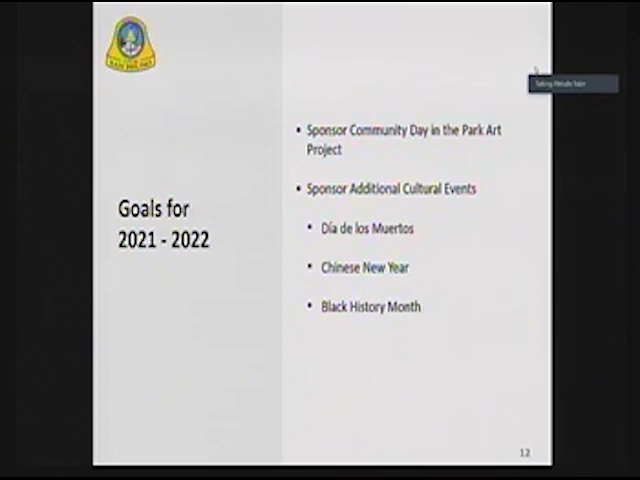 Goals for
2021 - 2022
• Sponsor Community Day in the Park Art
Project
• Sponsor Additional Cultural Events
• Día de los Muertos
• Chinese New Year
• Black History Month
12